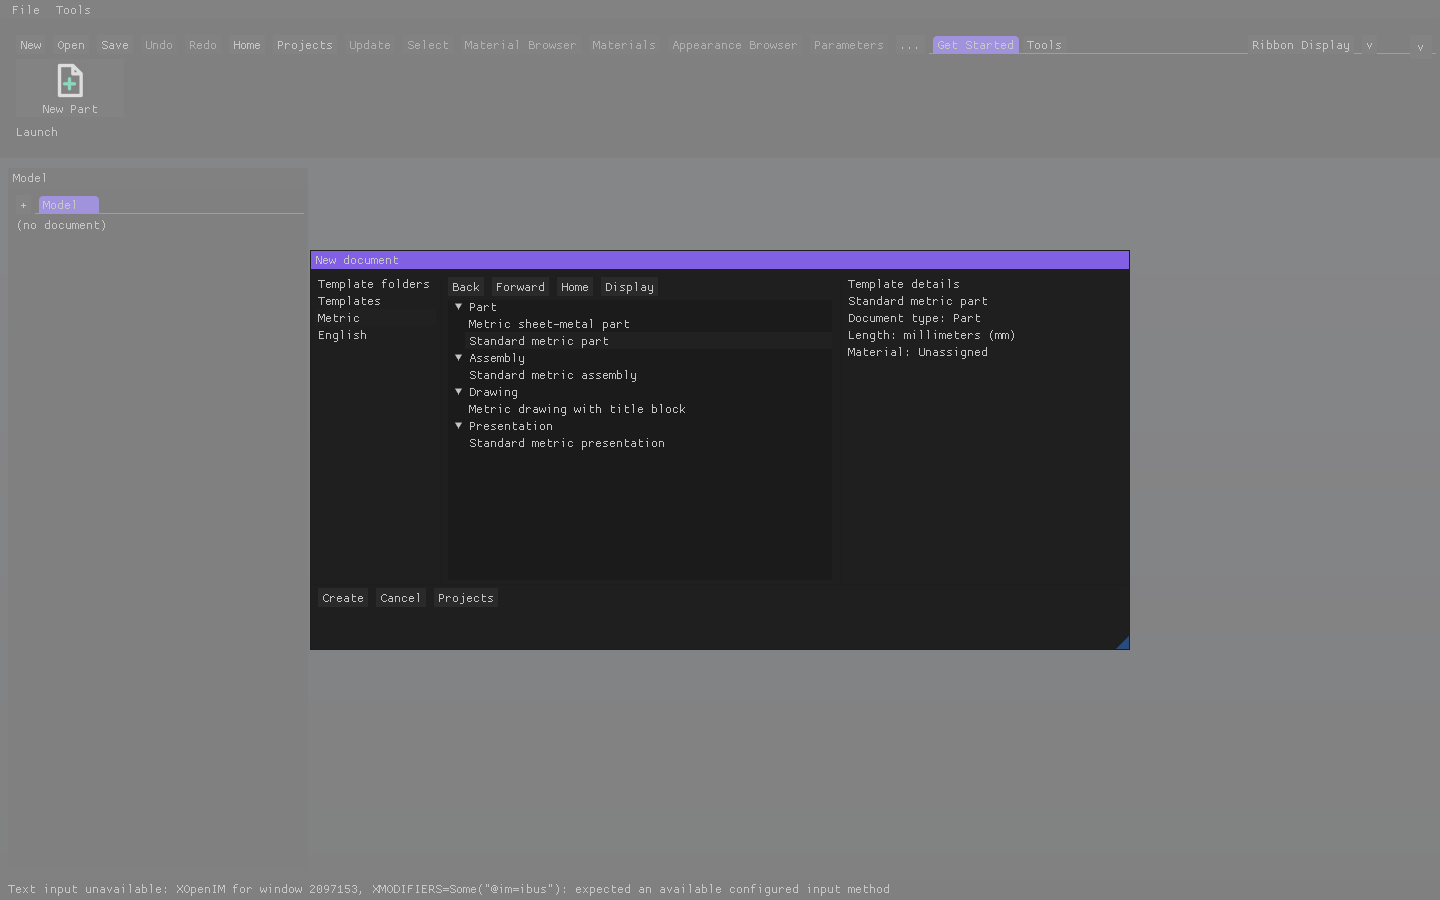 File Tools
New Open Save Undo Redo Home Projects Update Select Material Browser Materials Appearance Browser Parameters ... Get Started Tools Ribbon Display v v
New Part
Launch
Model
+ Model
(no document)
New document
Template folders
Templates
Metric
English
Back Forward Home Display
Part
Metric sheet-metal part
Standard metric part
Assembly
Standard metric assembly
Drawing
Metric drawing with title block
Presentation
Standard metric presentation
Template details
Standard metric part
Document type: Part
Length: millimeters (mm)
Material: Unassigned
Create Cancel Projects
Text input unavailable: XOpenIM for window 2097153, XMODIFIERS=Some("@im=ibus"): expected an available configured input method